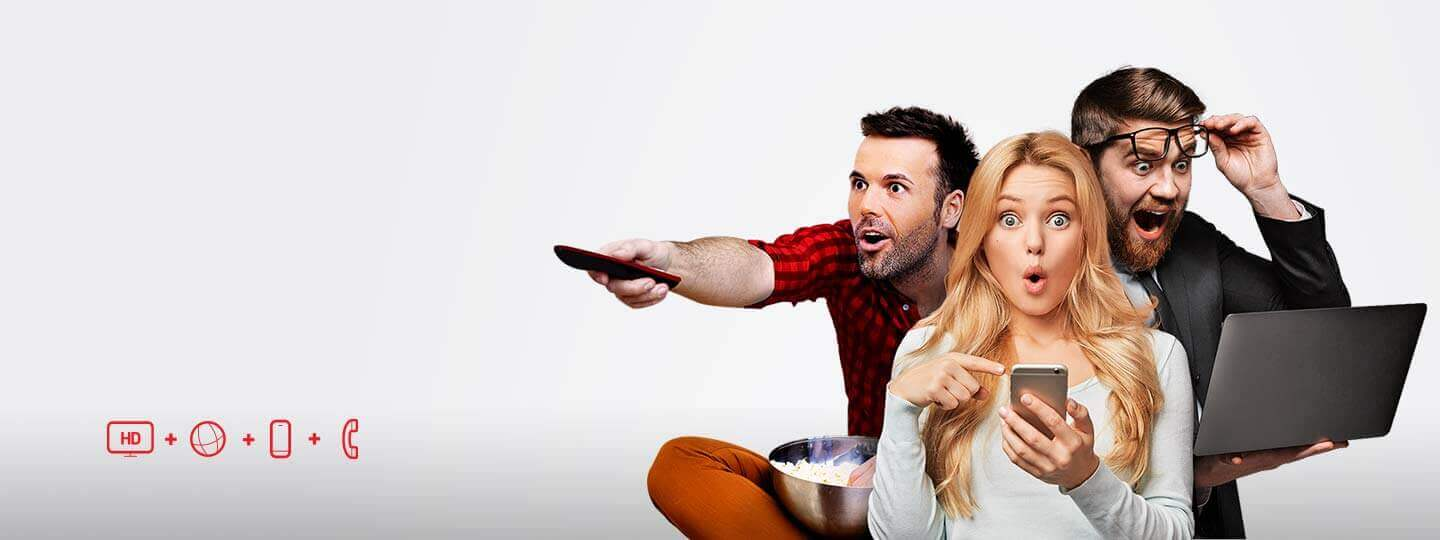 HD + + +